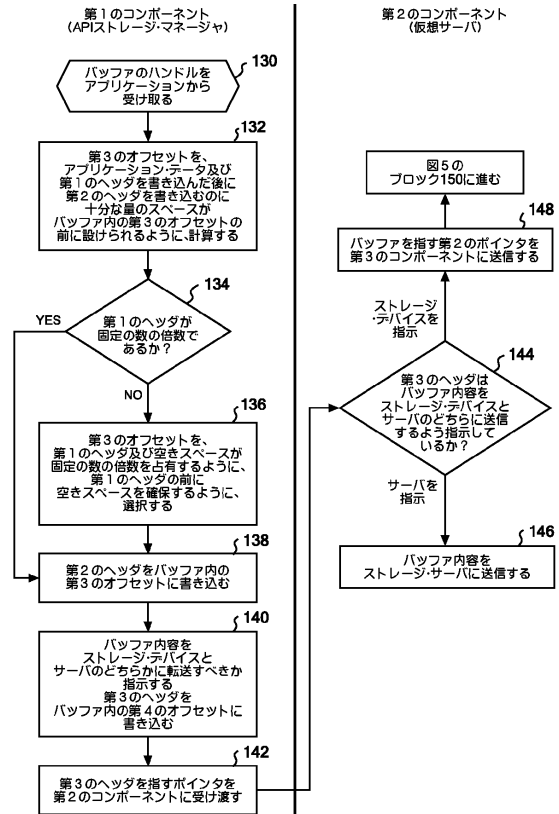 第1のコンポーネント
(APIストレージ・マネージャ)
130
バッファのハンドルを
アプリケーションから
受け取る
132
第3のオフセットを、
アプリケーション・データ及び
第1のヘッダを書き込んだ後に
第2のヘッダを書き込むのに
十分な量のスペースが
バッファ内の第3のオフセットの
前に設けられるように、計算する
134
第1のヘッダが
固定の数の倍数で
あるか?
YES
NO
136
第3のオフセットを、
第1のヘッダ及び空きスペースが
固定の数の倍数を占有するように、
第1のヘッダの前に
空きスペースを確保するように、
選択する
138
第2のヘッダをバッファ内の
第3のオフセットに書き込む
140
バッファ内容を
ストレージ・デバイスと
サーバのどちらかに転送すべきか
指示する
第3のヘッダを
バッファ内の第4のオフセットに
書き込む
142
第3のヘッダを指すポインタを
第2のコンポーネントに受け渡す
第2のコンポーネント
(仮想サーバ)
図5の
ブロック150に進む
148
バッファを指す第2のポインタを
第3のコンポーネントに送信する
ストレージ
・デバイスを
指示
144
第3のヘッダは
バッファ内容を
ストレージ・デバイスと
サーバのどちらに送信
するよう指示して
いるか?
サーバを
指示
146
バッファ内容を
ストレージ・サーバに送信する